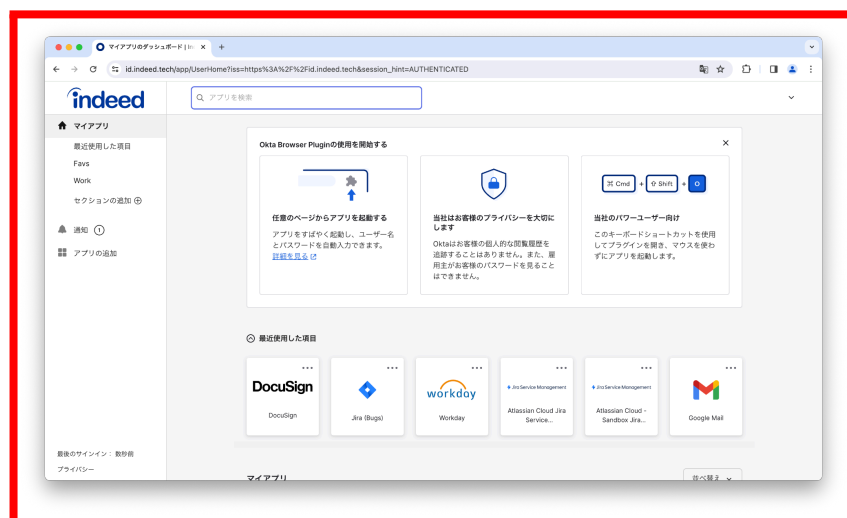 マイアプリのダッシュボード | In
id.indeed.tech/app/UserHome?iss=https%3A%2F%2Fid.indeed.tech&session_hint=AUTHENTICATED
indeed
アプリを検索
マイアプリ
最近使用した項目
Favs
Work
セクションの追加
通知 1
アプリの追加
最後のサインイン： 数秒前
プライバシー
Okta Browser Pluginの使用を開始する
任意のページからアプリを起動する
アプリをすばやく起動し、ユーザー名
とパスワードを自動入力できます。
詳細を見る
当社はお客様のプライバシーを大切に
します
Oktaはお客様の個人的な閲覧履歴を
追跡することはありません。また、雇
用主がお客様のパスワードを見ること
はできません。
⌘ Cmd + ⇧ Shift + O
当社のパワーユーザー向け
このキーボードショートカットを使用
してプラグインを開き、マウスを使わ
ずにアプリを起動します。
最近使用した項目
DocuSign
DocuSign
Jira (Bugs)
workday
Workday
Jira Service Management
Atlassian Cloud Jira
Service...
Jira Service Management
Atlassian Cloud -
Sandbox Jira...
Google Mail
マイアプリ
並べ替え